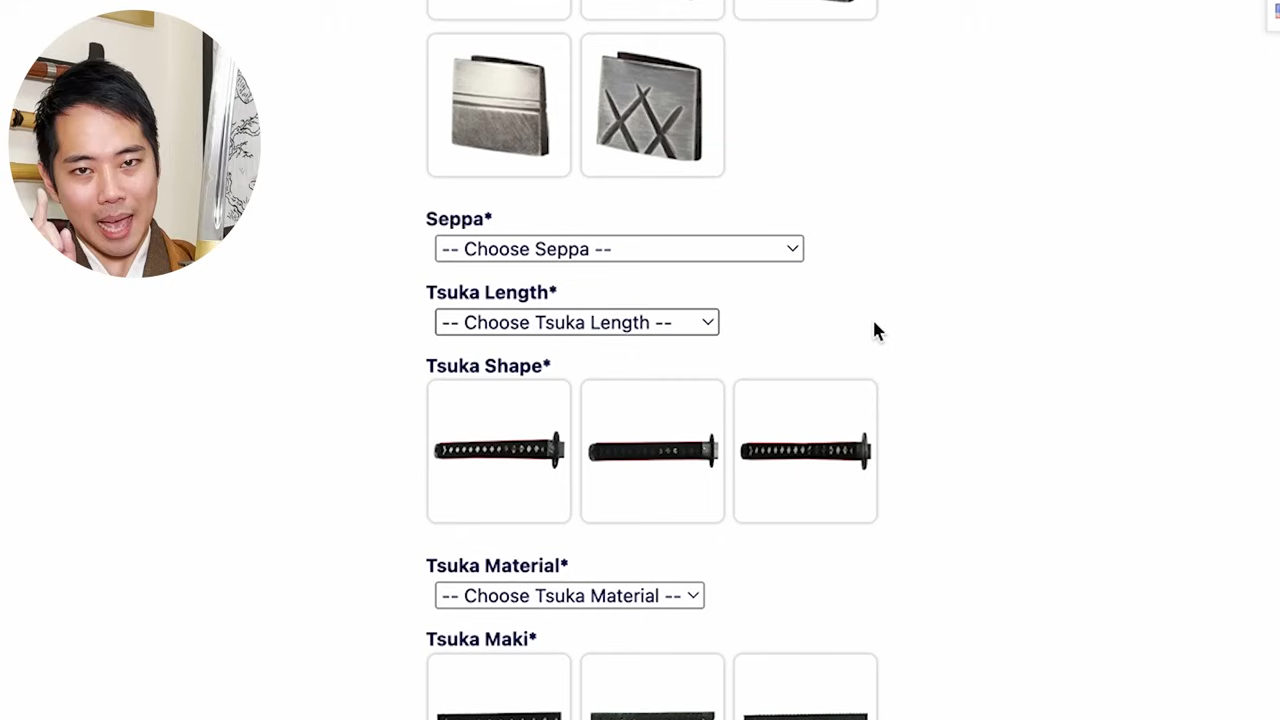 Seppa*
-- Choose Seppa --
Tsuka Length*
-- Choose Tsuka Length --
Tsuka Shape*
Tsuka Material*
-- Choose Tsuka Material --
Tsuka Maki*